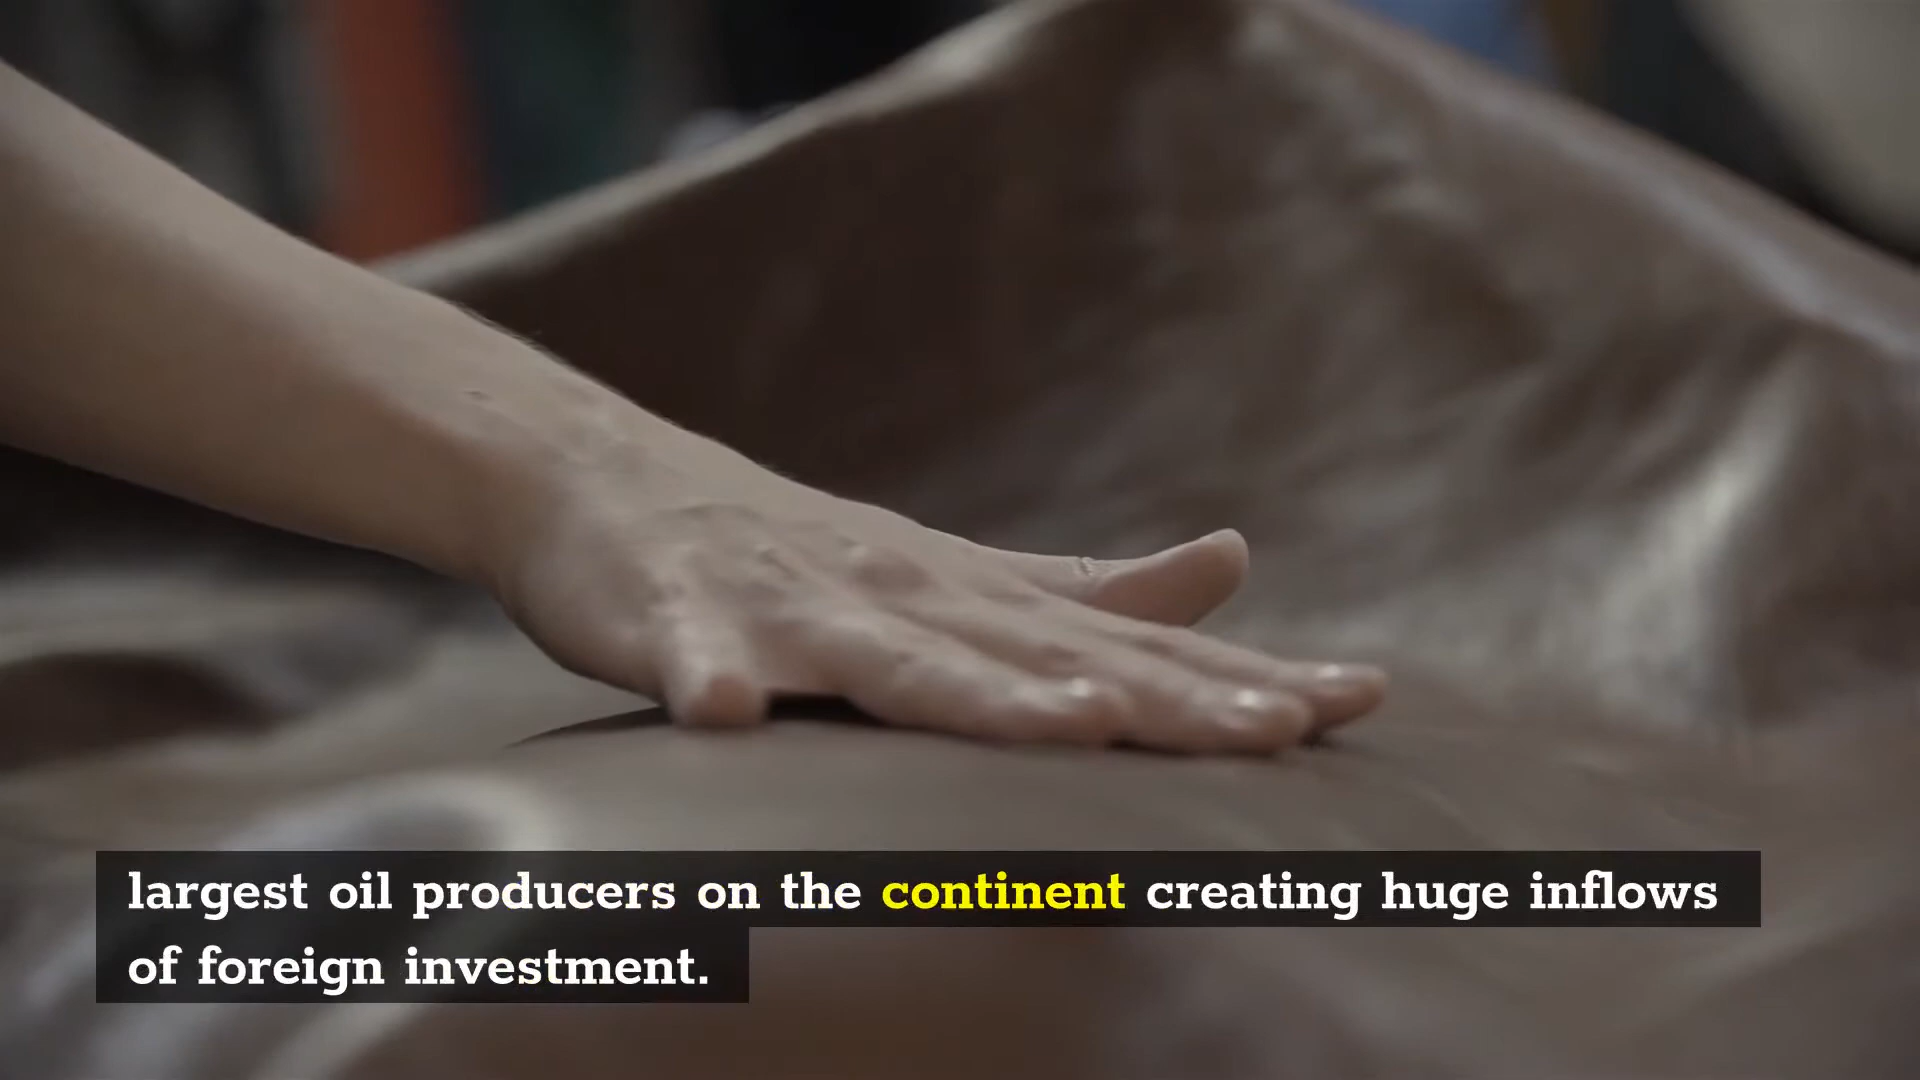 largest oil producers on the continent creating huge inflows
of foreign investment.